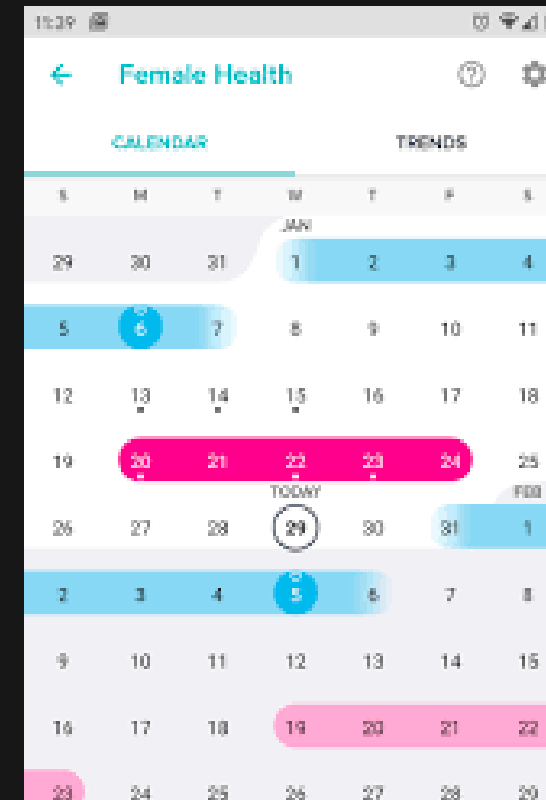 11:39
Female Health
CALENDAR TRENDS
S M T W T F S
JAN
29 30 31 1 2 3 4
5 6 7 8 9 10 11
12 13 14 15 16 17 18
19 20 21 22 23 24 25
TODAY FEB
26 27 28 29 30 31 1
2 3 4 5 6 7 8
9 10 11 12 13 14 15
16 17 18 19 20 21 22
23 24 25 26 27 28 29